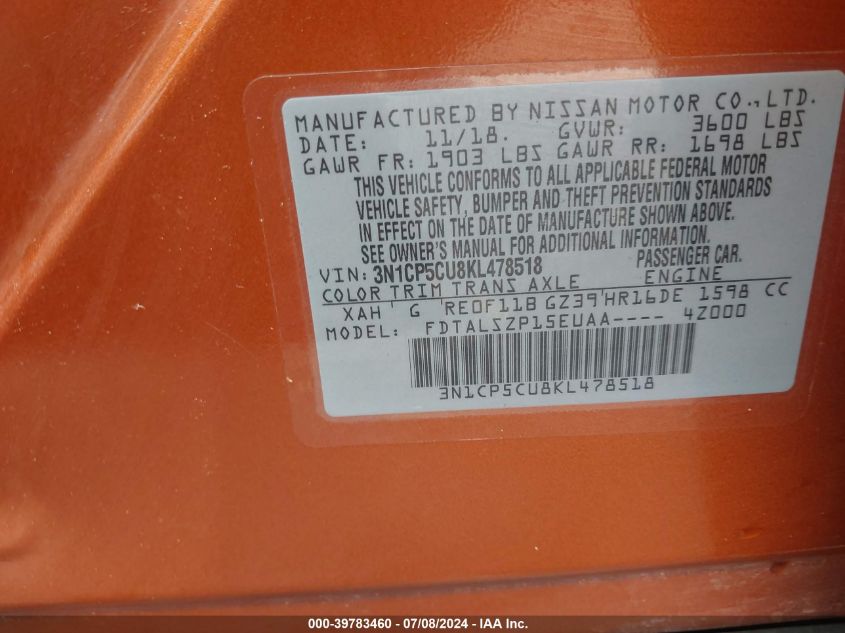 MANUFACTURED BY NISSAN MOTOR CO., LTD.
DATE: 11/18. GVWR: 3600 LBS
GAWR FR: 1903 LBS GAWR RR: 1698 LBS
THIS VEHICLE CONFORMS TO ALL APPLICABLE FEDERAL MOTOR
VEHICLE SAFETY, BUMPER AND THEFT PREVENTION STANDARDS
IN EFFECT ON THE DATE OF MANUFACTURE SHOWN ABOVE.
SEE OWNER'S MANUAL FOR ADDITIONAL INFORMATION.
VIN: 3N1CP5CU8KL478518 PASSENGER CAR.
COLOR TRIM TRANS AXLE ENGINE
XAH ' G RE0F11B GZ39 'HR16DE 1598 CC
MODEL: FDTALSZP15EUAA---- 4Z000
3N1CP5CU8KL478518
000-39783460 - 07/08/2024 - IAA Inc.